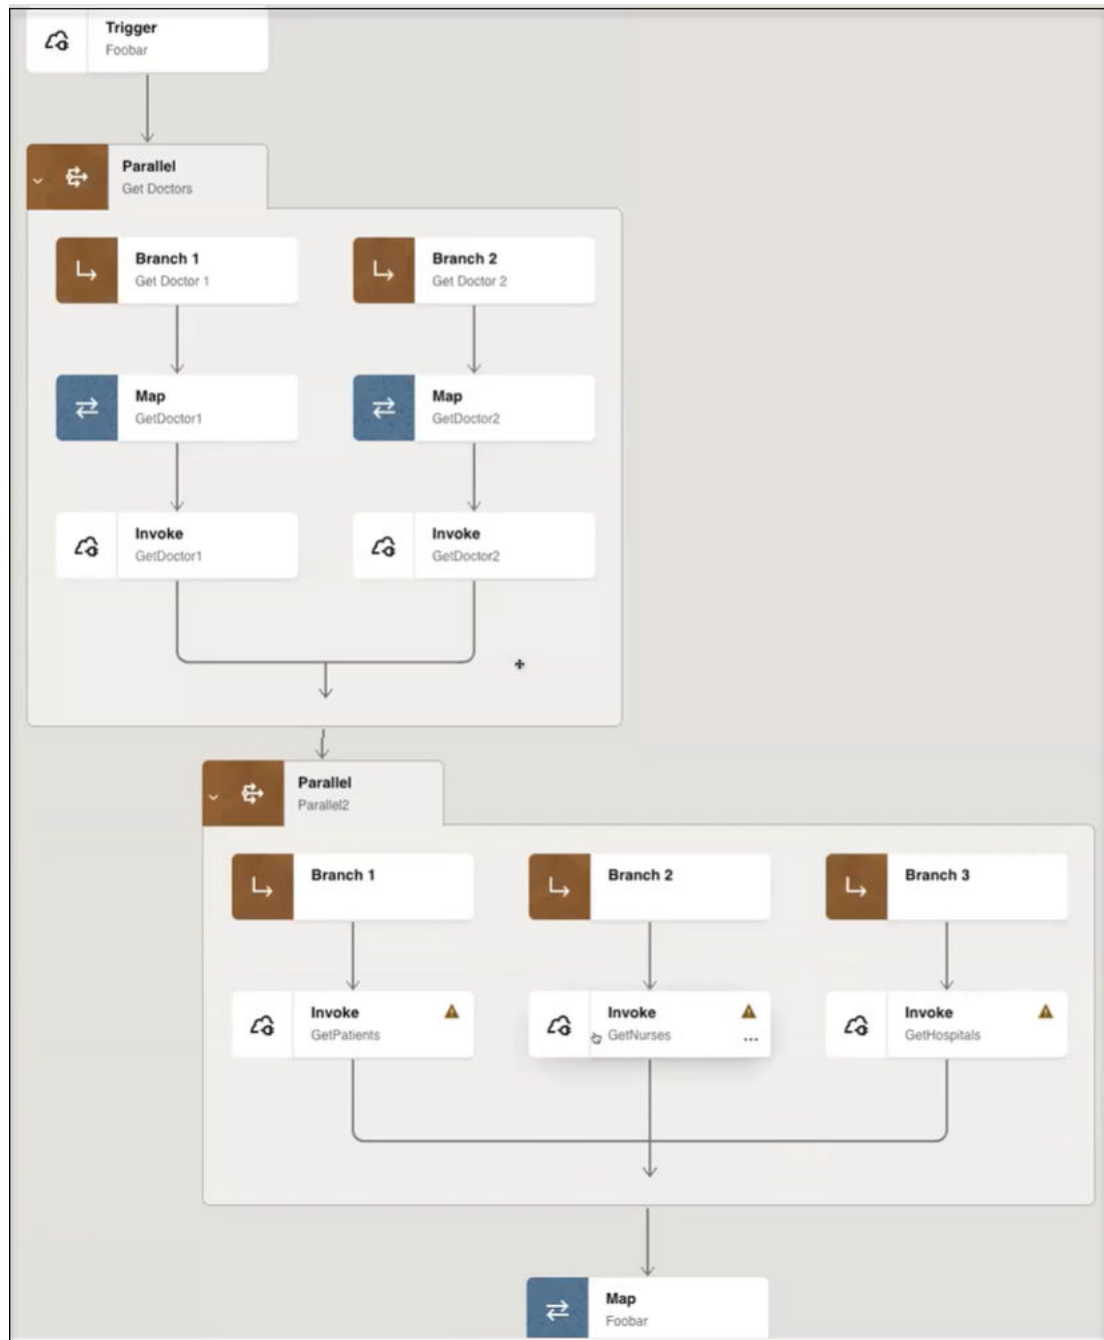 Trigger
Foobar
Parallel
Get Doctors
Branch 1
Get Doctor 1
Branch 2
Get Doctor 2
Map
GetDoctor1
Map
GetDoctor2
Invoke
GetDoctor1
Invoke
GetDoctor2
Parallel
Parallel2
Branch 1
Branch 2
Branch 3
Invoke
GetPatients
Invoke
GetNurses
Invoke
GetHospitals
Map
Foobar